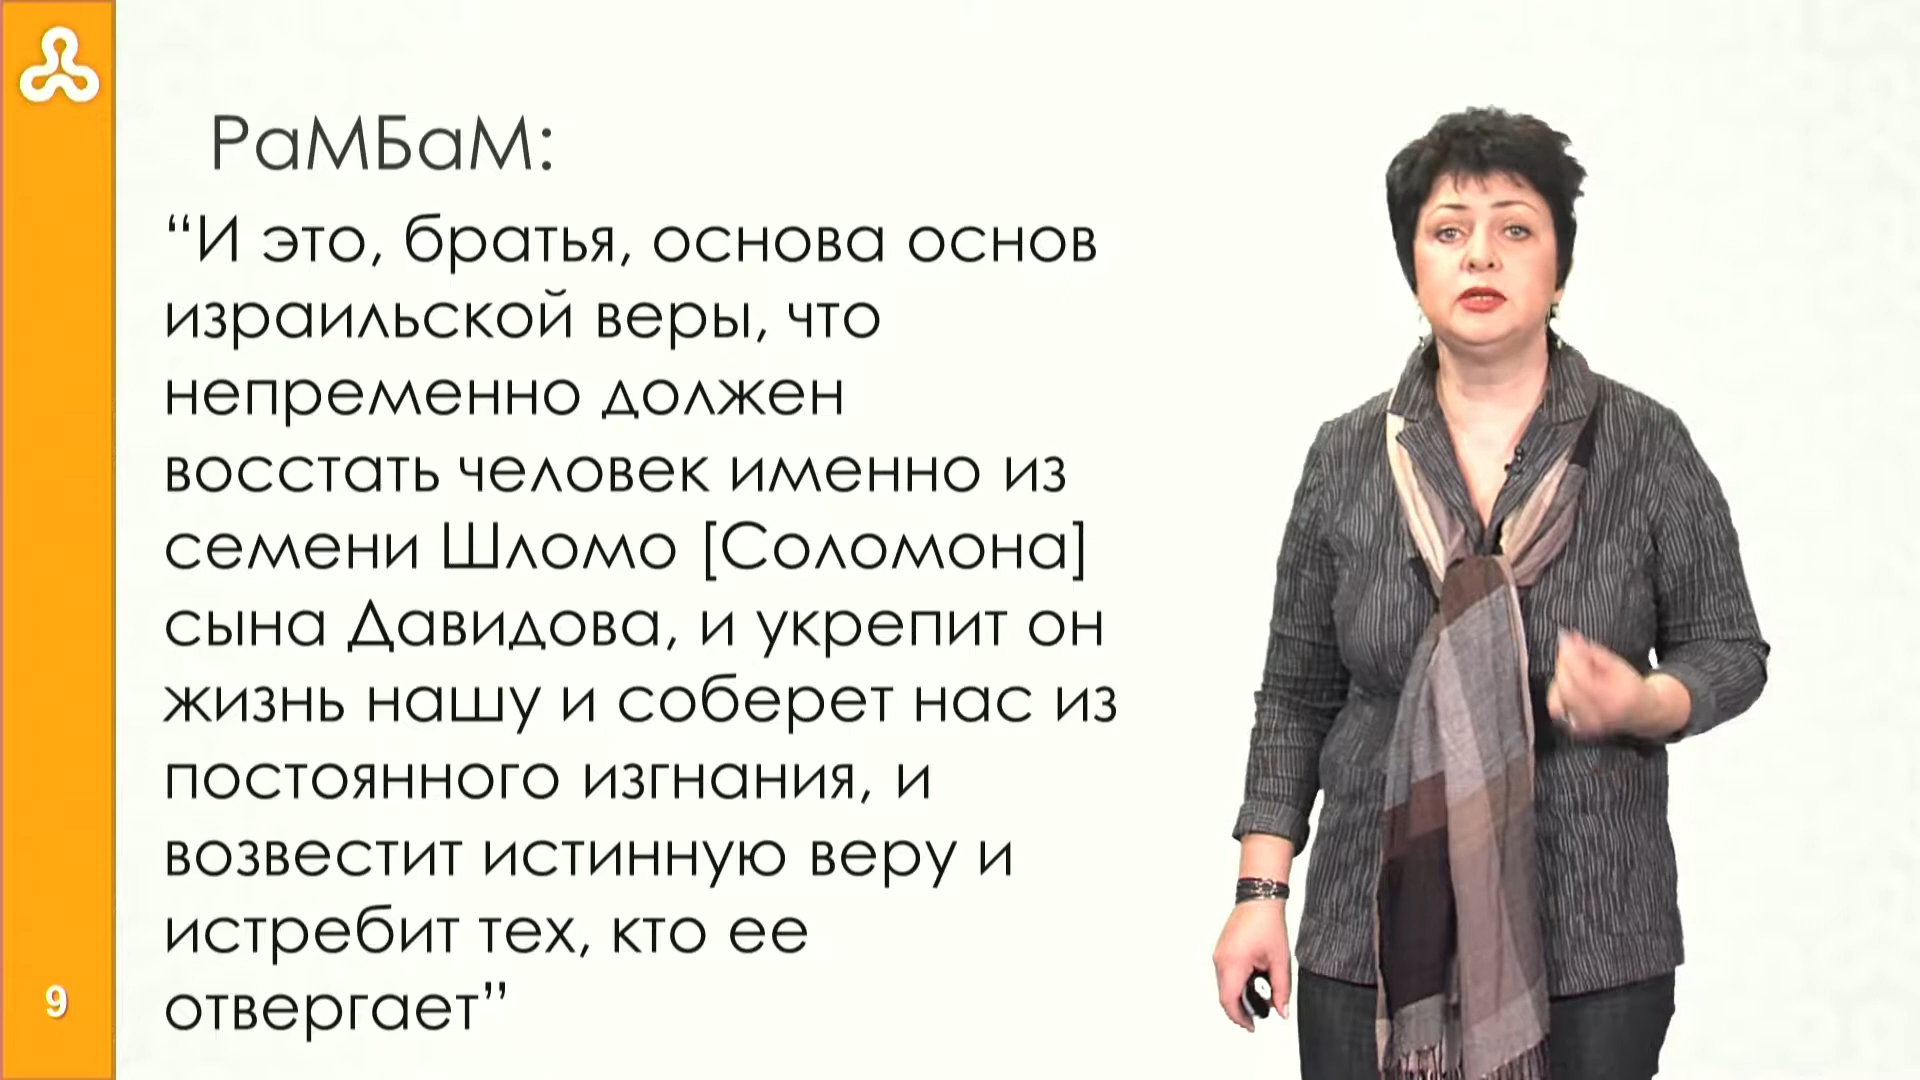 РаМБаМ:
“И это, братья, основа основ
израильской веры, что
непременно должен
восстать человек именно из
семени Шломо [Соломона]
сына Давидова, и укрепит он
жизнь нашу и соберет нас из
постоянного изгнания, и
возвестит истинную веру и
истребит тех, кто ее
отвергает”
9